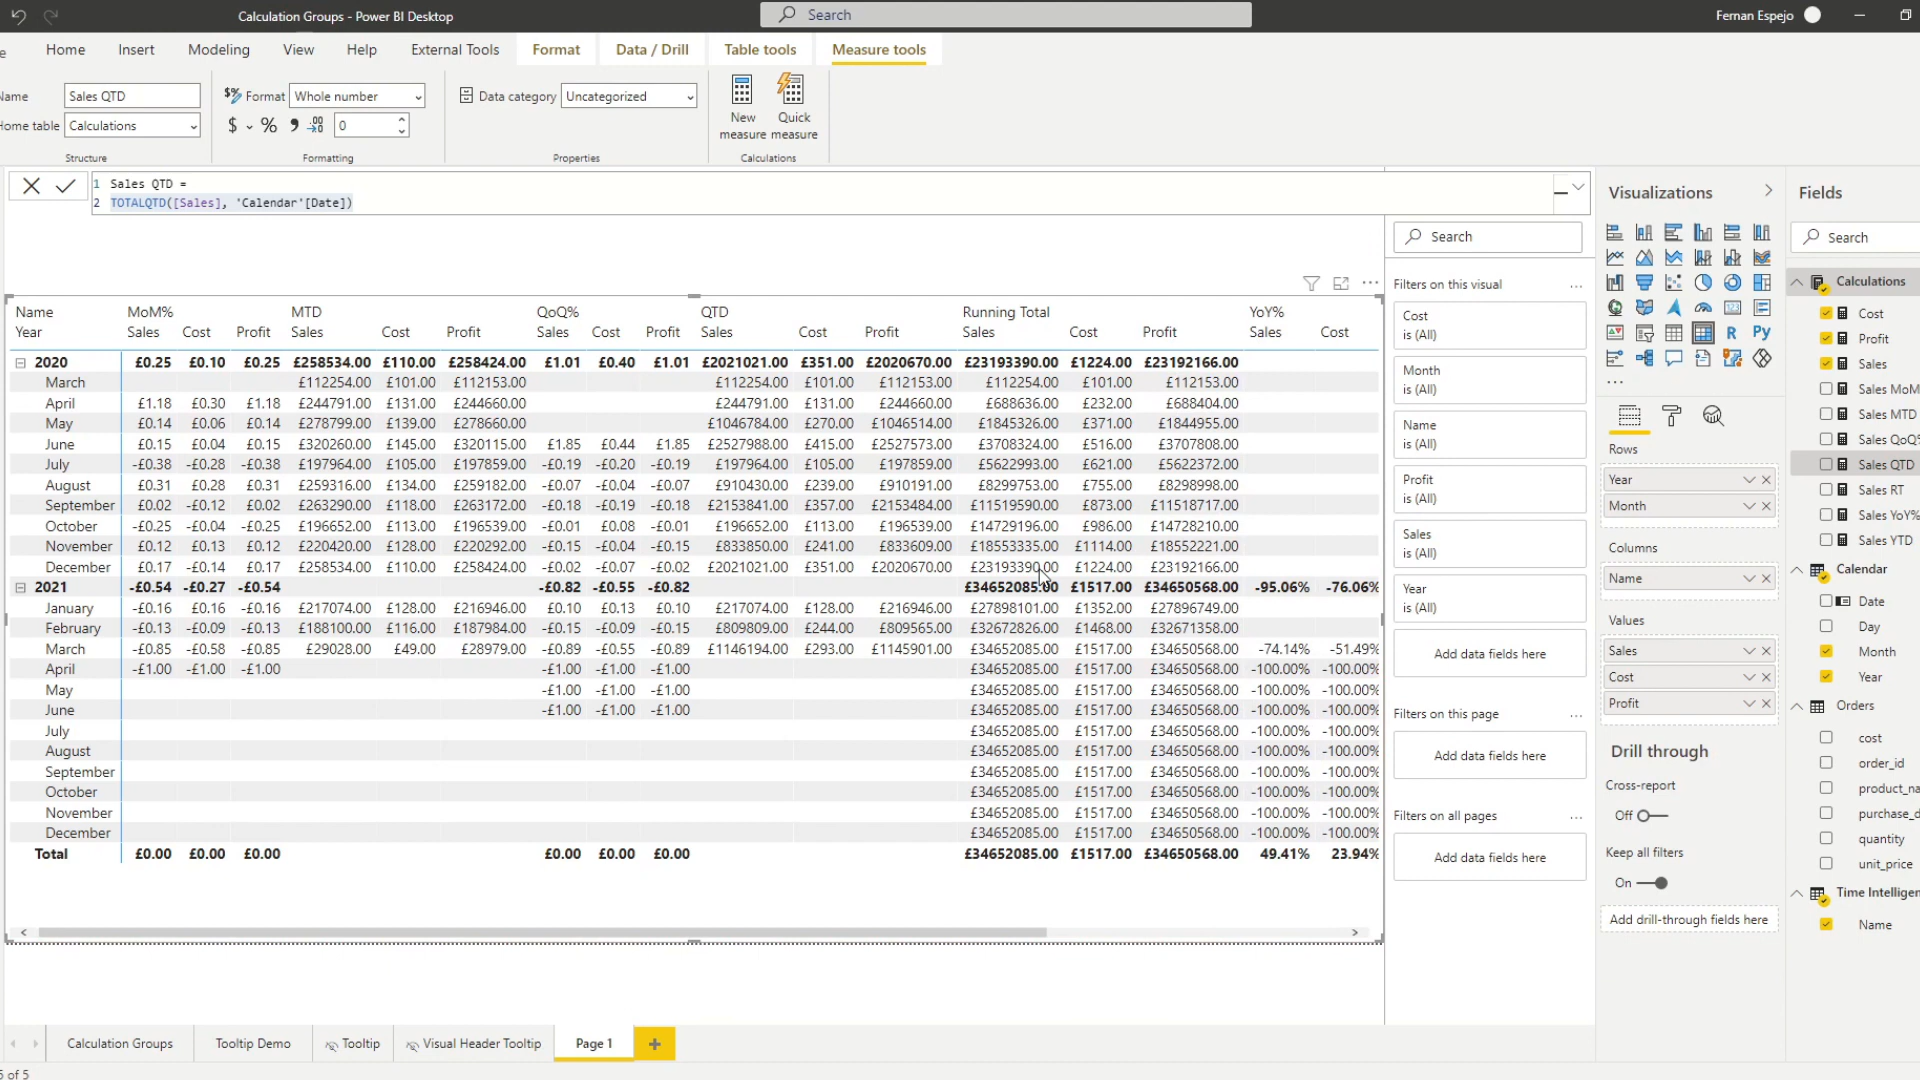 Calculation Groups - Power BI Desktop
Search
Fernan Espejo
Home Insert Modeling View Help External Tools Format Data / Drill Table tools Measure tools
Sales QTD
Format Whole number
Data category Uncategorized
New measure
Quick measure
Calculations
$ % 0
Structure Formatting Properties Calculations
1 Sales QTD =
2 TOTALQTD([Sales], 'Calendar'[Date])
Name MoM% MTD QoQ% QTD Running Total YoY%
Year Sales Cost Profit Sales Cost Profit Sales Cost Profit Sales Cost Profit Sales Cost Profit Sales Cost
2020 £0.25 £0.10 £0.25 £258534.00 £110.00 £258424.00 £1.01 £0.40 £1.01 £2021021.00 £351.00 £2020670.00 £23193390.00 £1224.00 £23192166.00
March £112254.00 £101.00 £112153.00 £112254.00 £101.00 £112153.00 £112254.00 £101.00 £112153.00
April £1.18 £0.30 £1.18 £244791.00 £131.00 £244660.00 £244791.00 £131.00 £244660.00 £688636.00 £232.00 £688404.00
May £0.14 £0.06 £0.14 £278799.00 £139.00 £278660.00 £1046784.00 £270.00 £1046514.00 £1845326.00 £371.00 £1844955.00
June £0.15 £0.04 £0.15 £320260.00 £145.00 £320115.00 £1.85 £0.44 £1.85 £2527988.00 £415.00 £2527573.00 £3708324.00 £516.00 £3707808.00
July -£0.38 -£0.28 -£0.38 £197964.00 £105.00 £197859.00 -£0.19 -£0.20 -£0.19 £197964.00 £105.00 £197859.00 £5622993.00 £621.00 £5622372.00
August £0.31 £0.28 £0.31 £259316.00 £134.00 £259182.00 -£0.07 -£0.04 -£0.07 £910430.00 £239.00 £910191.00 £8299753.00 £755.00 £8298998.00
September £0.02 -£0.12 £0.02 £263290.00 £118.00 £263172.00 -£0.18 -£0.19 -£0.18 £2153841.00 £357.00 £2153484.00 £11519590.00 £873.00 £11518717.00
October -£0.25 -£0.04 -£0.25 £196652.00 £113.00 £196539.00 -£0.01 £0.08 -£0.01 £196652.00 £113.00 £196539.00 £14729196.00 £986.00 £14728210.00
November £0.12 £0.13 £0.12 £220420.00 £128.00 £220292.00 -£0.15 -£0.04 -£0.15 £833850.00 £241.00 £833609.00 £18553335.00 £1114.00 £18552221.00
December £0.17 -£0.14 £0.17 £258534.00 £110.00 £258424.00 -£0.02 -£0.07 -£0.02 £2021021.00 £351.00 £2020670.00 £23193390.00 £1224.00 £23192166.00
2021 -£0.54 -£0.27 -£0.54 -£0.82 -£0.55 -£0.82 £34652085.00 £1517.00 £34650568.00 -95.06% -76.06%
January -£0.16 £0.16 -£0.16 £217074.00 £128.00 £216946.00 £0.10 £0.13 £0.10 £217074.00 £128.00 £216946.00 £27898101.00 £1352.00 £27896749.00
February -£0.13 -£0.09 -£0.13 £188100.00 £116.00 £187984.00 -£0.15 -£0.09 -£0.15 £809809.00 £244.00 £809565.00 £32672826.00 £1468.00 £32671358.00
March -£0.85 -£0.58 -£0.85 £29028.00 £49.00 £28979.00 -£0.89 -£0.55 -£0.89 £1146194.00 £293.00 £1145901.00 £34652085.00 £1517.00 £34650568.00 -74.14% -51.49%
April -£1.00 -£1.00 -£1.00 -£1.00 -£1.00 -£1.00 £34652085.00 £1517.00 £34650568.00 -100.00% -100.00%
May -£1.00 -£1.00 -£1.00 £34652085.00 £1517.00 £34650568.00 -100.00% -100.00%
June -£1.00 -£1.00 -£1.00 £34652085.00 £1517.00 £34650568.00 -100.00% -100.00%
July £34652085.00 £1517.00 £34650568.00 -100.00% -100.00%
August £34652085.00 £1517.00 £34650568.00 -100.00% -100.00%
September £34652085.00 £1517.00 £34650568.00 -100.00% -100.00%
October £34652085.00 £1517.00 £34650568.00 -100.00% -100.00%
November £34652085.00 £1517.00 £34650568.00 -100.00% -100.00%
December £34652085.00 £1517.00 £34650568.00 -100.00% -100.00%
Total £0.00 £0.00 £0.00 £0.00 £0.00 £0.00 £34652085.00 £1517.00 £34650568.00 49.41% 23.94%
Search
Filters on this visual
Cost
is (All)
Month
is (All)
Name
is (All)
Profit
is (All)
Sales
is (All)
Year
is (All)
Add data fields here
Filters on this page
Add data fields here
Filters on all pages
Add data fields here
Visualizations
R Py
Rows
Year
Month
Columns
Name
Values
Sales
Cost
Profit
Drill through
Cross-report
Off
Keep all filters
On
Add drill-through fields here
Fields
Search
Calculations
Cost
Profit
Sales
Sales MoM
Sales MTD
Sales QoQ%
Sales QTD
Sales RT
Sales YoY%
Sales YTD
Calendar
Date
Day
Month
Year
Orders
cost
order_id
product_na
purchase_d
quantity
unit_price
Time Intelligen
Name
Calculation Groups Tooltip Demo Tooltip Visual Header Tooltip Page 1
of 5